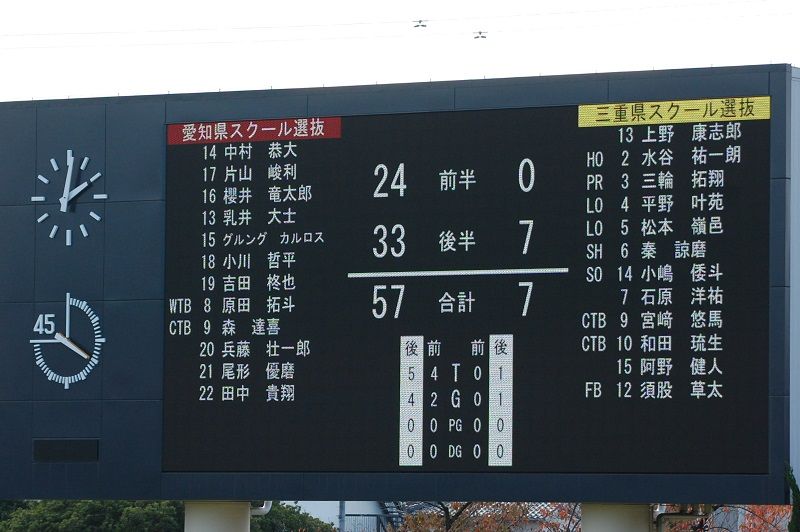 愛知県スクール選抜
14 中村 恭大
17 片山 峻利
16 櫻井 竜太郎
13 乳井 大士
15 グルング カルロス
18 小川 哲平
19 吉田 柊也
WTB 8 原田 拓斗
CTB 9 森 達喜
20 兵藤 壮一郎
21 尾形 優磨
22 田中 貴翔
24 前半 0
33 後半 7
57 合計 7
後 前 前 後
5 4 T 0 1
4 2 G 0 1
0 0 PG 0 0
0 0 DG 0 0
三重県スクール選抜
13 上野 康志郎
HO 2 水谷 祐一朗
PR 3 三輪 拓翔
LO 4 平野 叶苑
LO 5 松本 嶺邑
SH 6 秦 諒磨
SO 14 小嶋 倭斗
7 石原 洋祐
CTB 9 宮﨑 悠馬
CTB 10 和田 琉生
15 阿野 健人
FB 12 須股 草太
45